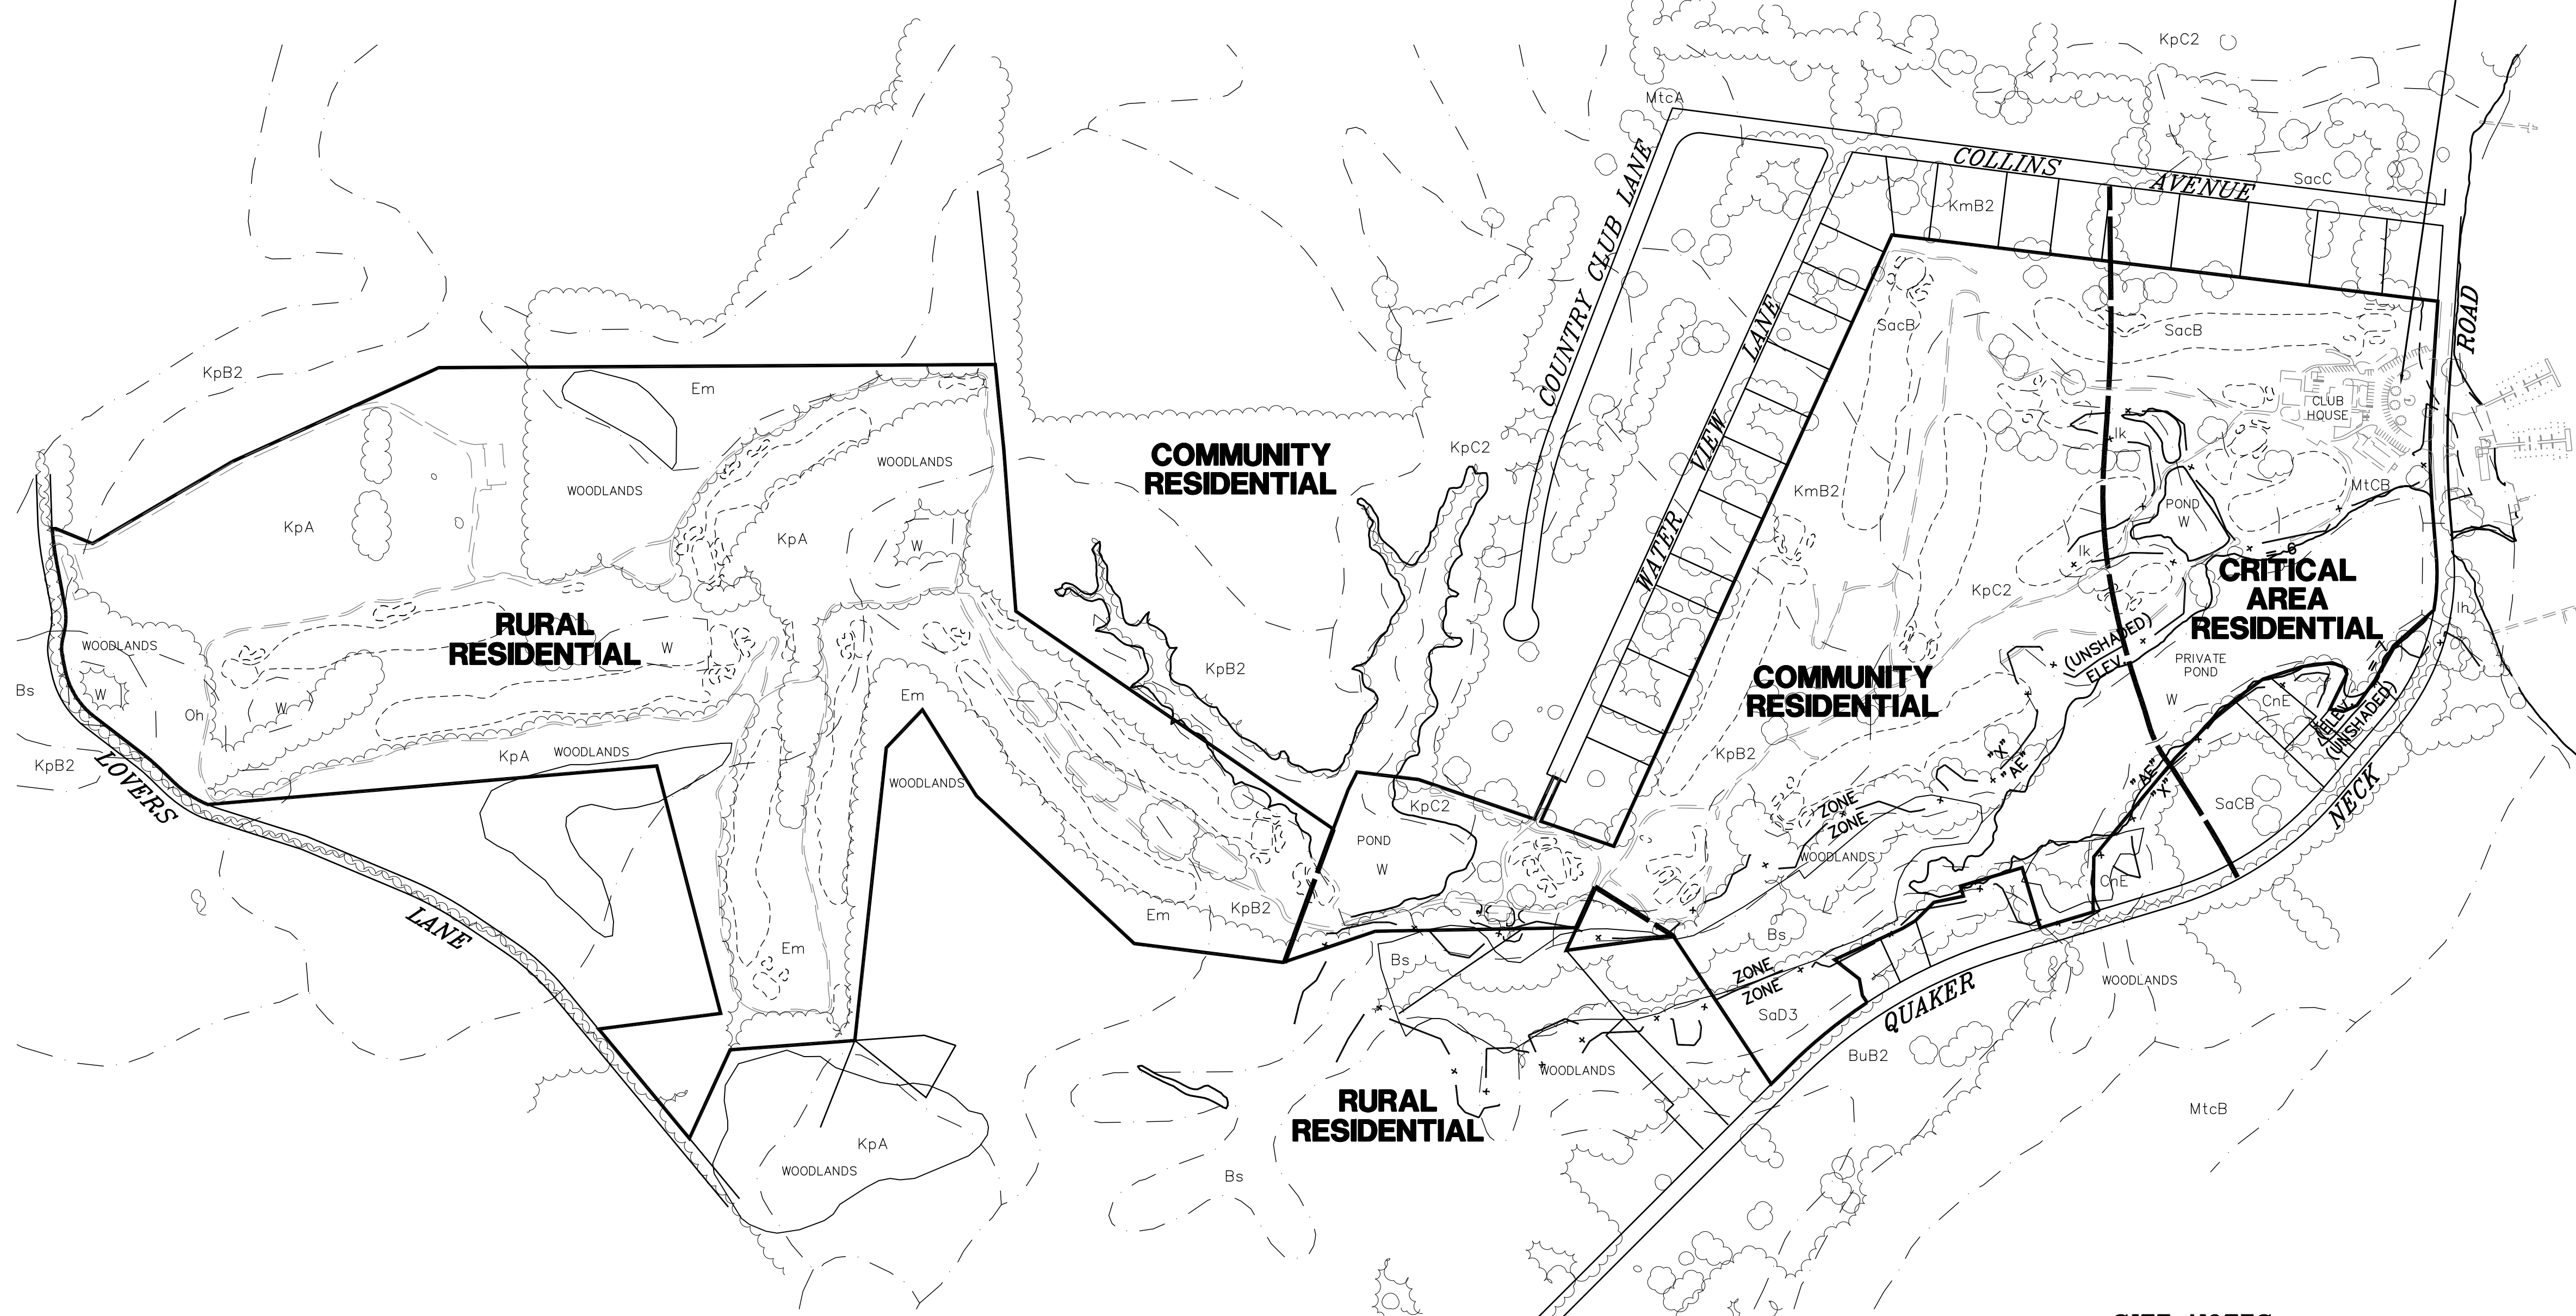 KpC2
MtcA
COLLINS
AVENUE
SacC
KmB2
COUNTRY CLUB LANE
ROAD
SacB
SacB
WATER VIEW LANE
KpB2
Em
CLUB
HOUSE
COMMUNITY
RESIDENTIAL
KpC2
WOODLANDS
WOODLANDS
Ik
KmB2
MtCB
POND
W
KpA
KpA
W
Ik
= 6
CRITICAL
AREA
RESIDENTIAL
KpC2
Ih
RURAL
RESIDENTIAL
WOODLANDS
W
(UNSHADED)
ELEV
PRIVATE
POND
W
KpB2
COMMUNITY
RESIDENTIAL
Bs
W
W
Oh
Em
CnE
ELEV = 7
(UNSHADED)
KpA
WOODLANDS
KpB2
KpB2
"X"
"AE"
"AE"
"X"
LOVERS
WOODLANDS
KpC2
ZONE
ZONE
SaCB
NECK
POND
W
WOODLANDS
CnE
LANE
Em
Em
KpB2
Bs
Bs
ZONE
ZONE
WOODLANDS
SaD3
QUAKER
BuB2
WOODLANDS
RURAL
RESIDENTIAL
MtcB
KpA
WOODLANDS
Bs